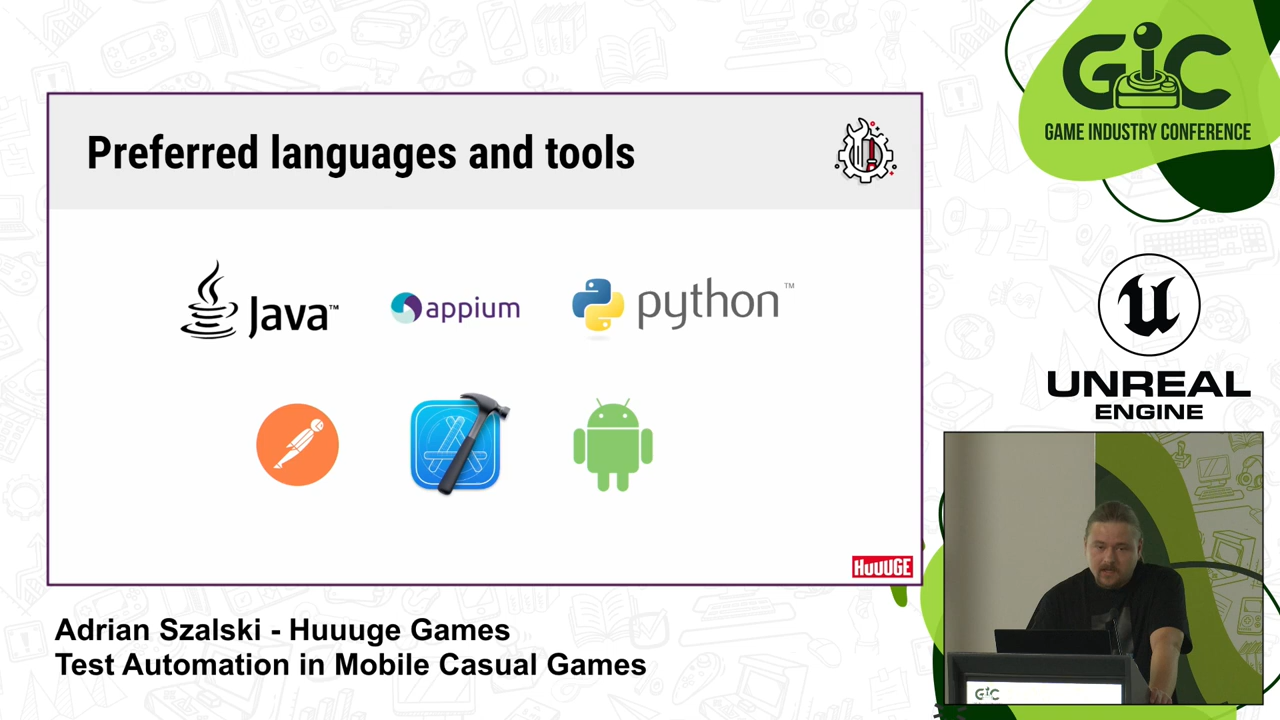 Preferred languages and tools
Java™
appium
python™
HUUUGE
Adrian Szalski - Huuuge Games
Test Automation in Mobile Casual Games
GIC
GAME INDUSTRY CONFERENCE
UNREAL
ENGINE
GIC